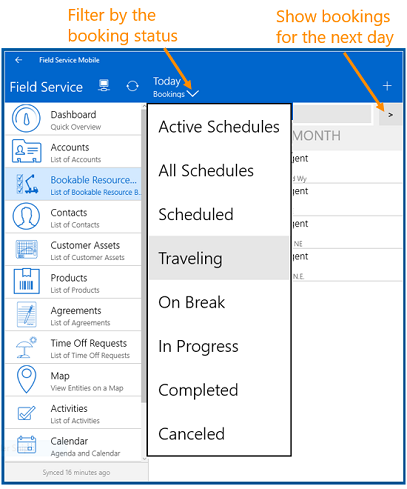 Filter by the
booking status
Show bookings
for the next day
Field Service Mobile
Field Service
Today
Bookings
Dashboard
Quick Overview
Accounts
List of Accounts
Bookable Resource...
List of Bookable Resource B...
Contacts
List of Contacts
Customer Assets
List of Customer Assets
Products
List of Products
Agreements
List of Agreements
Time Off Requests
List of Time Off Requests
Map
View Entities on a Map
Activities
List of Activities
Calendar
Agenda and Calendar
Synced 16 minutes ago
Active Schedules
All Schedules
Scheduled
Traveling
On Break
In Progress
Completed
Canceled
>
MONTH
gent
d Wy
gent
gent
NE
gent
N.E.